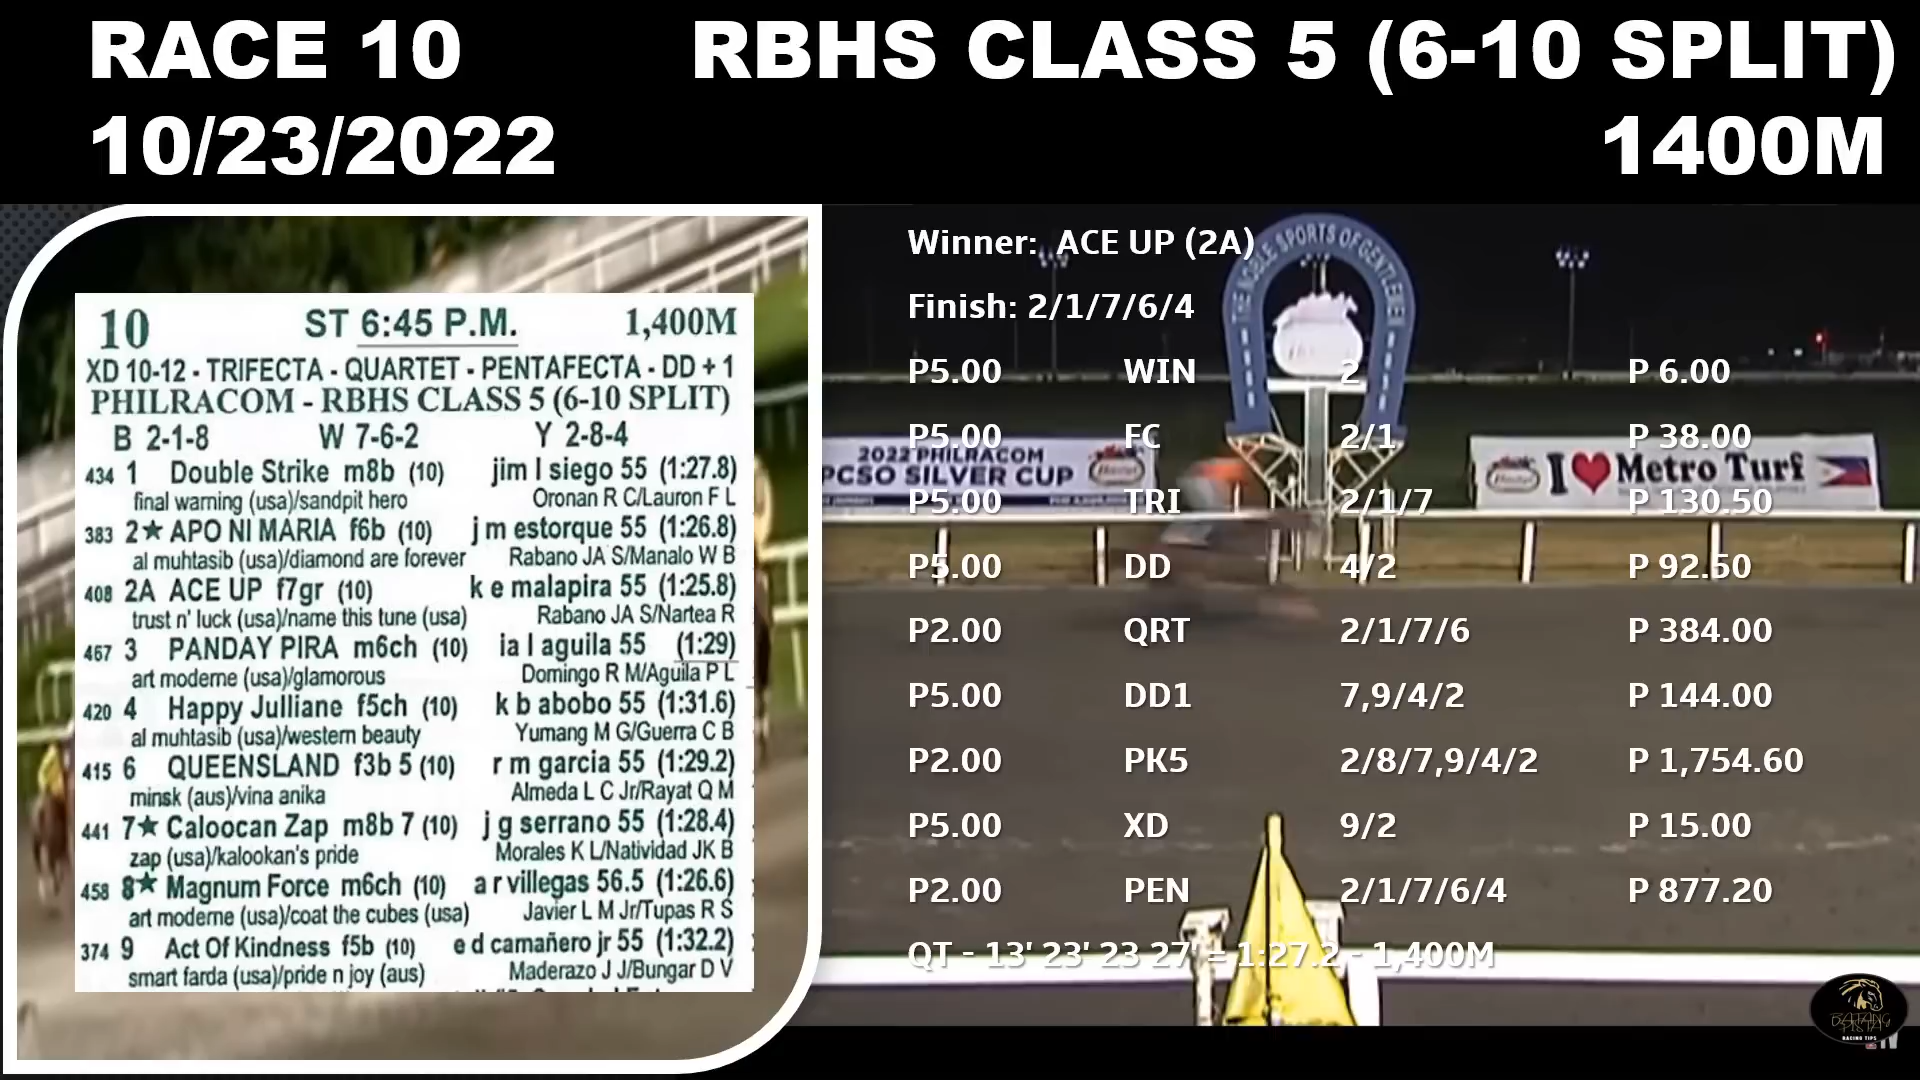 RACE 10
RBHS CLASS 5 (6-10 SPLIT)
10/23/2022
1400M
10 ST 6:45 P.M. 1,400M
XD 10-12 - TRIFECTA - QUARTET - PENTAFECTA - DD + 1
PHILRACOM - RBHS CLASS 5 (6-10 SPLIT)
B 2-1-8 W 7-6-2 Y 2-8-4
434 1 Double Strike m8b (10) jim l siego 55 (1:27.8)
final warning (usa)/sandpit hero Oronan R C/Lauron F L
383 2★ APO NI MARIA f6b (10) j m estorque 55 (1:26.8)
al muhtasib (usa)/diamond are forever Rabano JA S/Manalo W B
408 2A ACE UP f7gr (10) k e malapira 55 (1:25.8)
trust n' luck (usa)/name this tune (usa) Rabano JA S/Nartea R
467 3 PANDAY PIRA m6ch (10) ia l aguila 55 (1:29)
art moderne (usa)/glamorous Domingo R M/Aguila P L
420 4 Happy Julliane f5ch (10) k b abobo 55 (1:31.6)
al muhtasib (usa)/western beauty Yumang M G/Guerra C B
415 6 QUEENSLAND f3b 5 (10) r m garcia 55 (1:29.2)
minsk (aus)/vina anika Almeda L C Jr/Rayat Q M
441 7★ Caloocan Zap m8b 7 (10) j g serrano 55 (1:28.4)
zap (usa)/kalookan's pride Morales K L/Natividad JK B
458 8★ Magnum Force m6ch (10) a r villegas 56.5 (1:26.6)
art moderne (usa)/coat the cubes (usa) Javier L M Jr/Tupas R S
374 9 Act Of Kindness f5b (10) e d camañero jr 55 (1:32.2)
smart farda (usa)/pride n joy (aus) Maderazo J J/Bungar D V
Winner: ACE UP (2A)
Finish: 2/1/7/6/4
P5.00 WIN 2 P 6.00
P5.00 FC 2/1 P 38.00
P5.00 TRI 2/1/7 P 130.50
P5.00 DD 4/2 P 92.50
P2.00 QRT 2/1/7/6 P 384.00
P5.00 DD1 7,9/4/2 P 144.00
P2.00 PK5 2/8/7,9/4/2 P 1,754.60
P5.00 XD 9/2 P 15.00
P2.00 PEN 2/1/7/6/4 P 877.20
QT - 13' 23' 23 27' = 1:27.2 - 1,400M
THE NOBLE SPORTS OF GENTLEMEN
2022 PHILRACOM
PCSO SILVER CUP
I ❤ Metro Turf
BATANG
PISTA
RACING TIPS